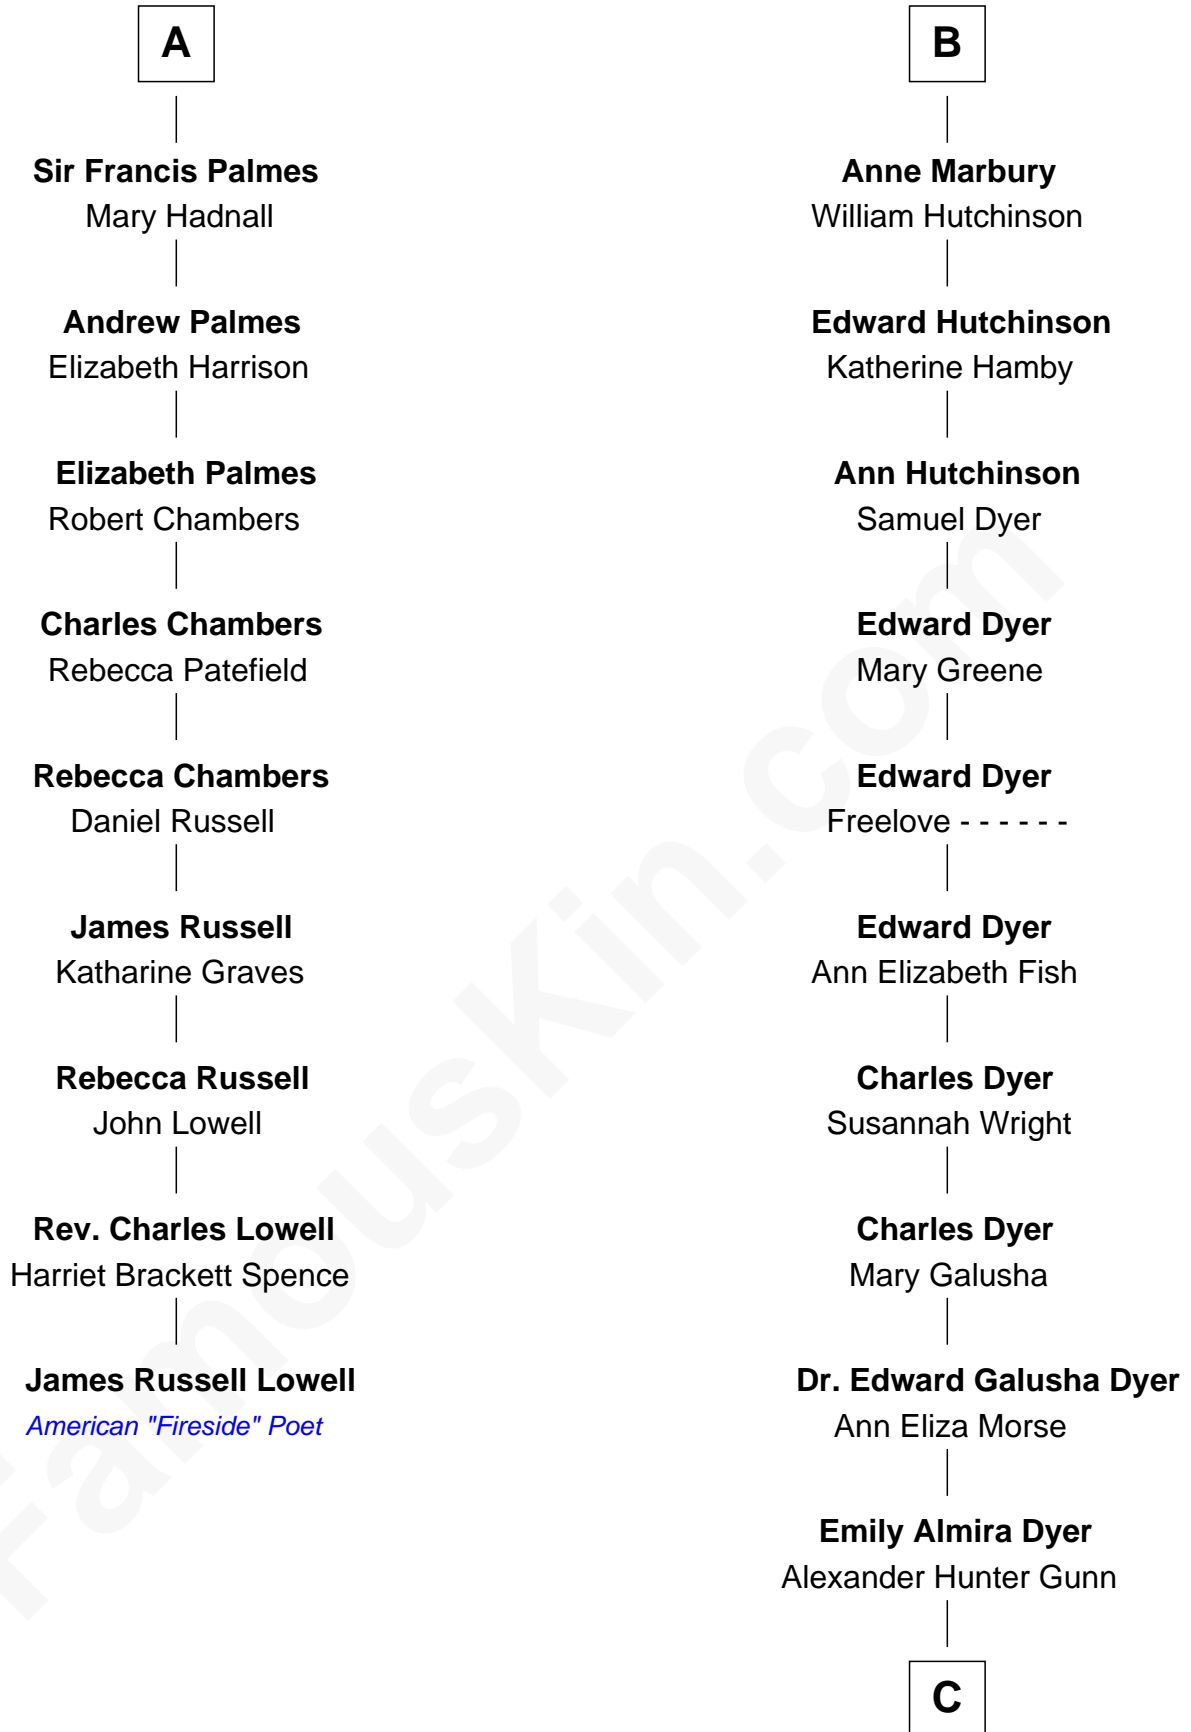 A
Sir Francis Palmes
Mary Hadnall
Andrew Palmes
Elizabeth Harrison
Elizabeth Palmes
Robert Chambers
Charles Chambers
Rebecca Patefield
Rebecca Chambers
Daniel Russell
James Russell
Katharine Graves
Rebecca Russell
John Lowell
Rev. Charles Lowell
Harriet Brackett Spence
James Russell Lowell
American "Fireside" Poet
B
Anne Marbury
William Hutchinson
Edward Hutchinson
Katherine Hamby
Ann Hutchinson
Samuel Dyer
Edward Dyer
Mary Greene
Edward Dyer
Freelove - - - - - -
Edward Dyer
Ann Elizabeth Fish
Charles Dyer
Susannah Wright
Charles Dyer
Mary Galusha
Dr. Edward Galusha Dyer
Ann Eliza Morse
Emily Almira Dyer
Alexander Hunter Gunn
C
FamousKin.com